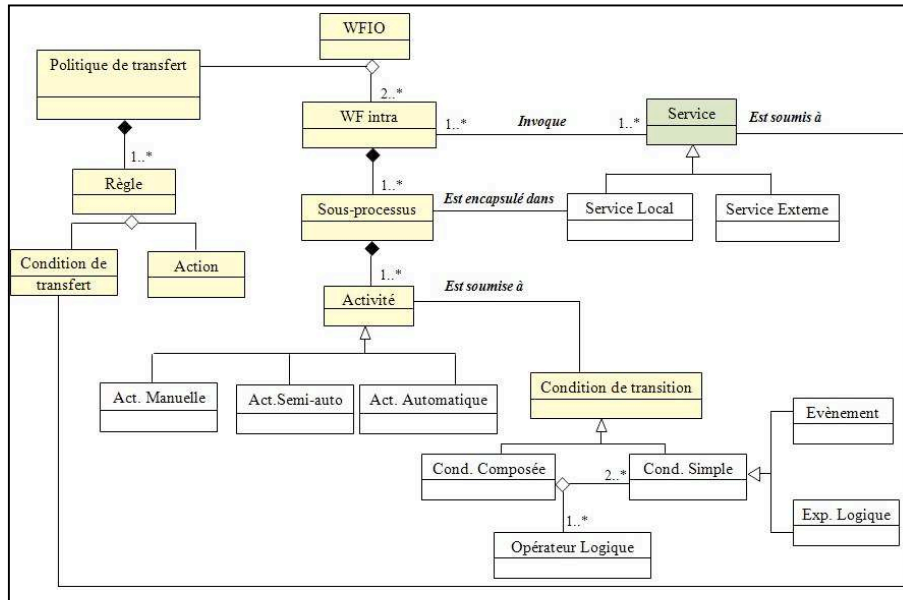 WFIO
Politique de transfert
2..*
WF intra
1..*
Invoque
1..*
Service
Est soumis à
1..*
Règle
1..*
Sous-processus
Est encapsulé dans
Service Local
Service Externe
Condition de
transfert
Action
1..*
Activité
Est soumise à
Act. Manuelle
Act.Semi-auto
Act. Automatique
Condition de transition
Evènement
Cond. Composée
2..*
Cond. Simple
1..*
Exp. Logique
Opérateur Logique